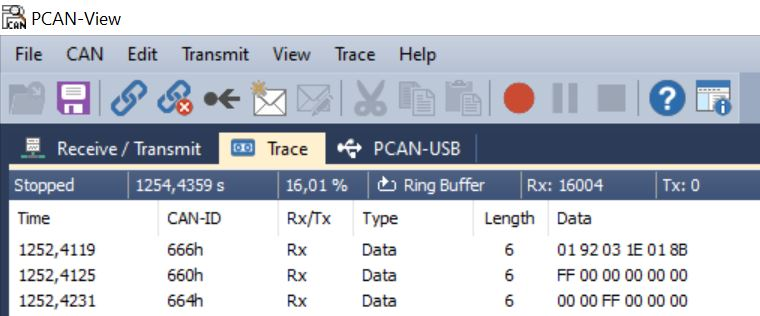 PCAN-View
File CAN Edit Transmit View Trace Help
Receive / Transmit Trace PCAN-USB
Stopped 1254,4359 s 16,01 % Ring Buffer Rx: 16004 Tx: 0
Time CAN-ID Rx/Tx Type Length Data
1252,4119 666h Rx Data 6 01 92 03 1E 01 8B
1252,4125 660h Rx Data 6 FF 00 00 00 00 00
1252,4231 664h Rx Data 6 00 00 FF 00 00 00